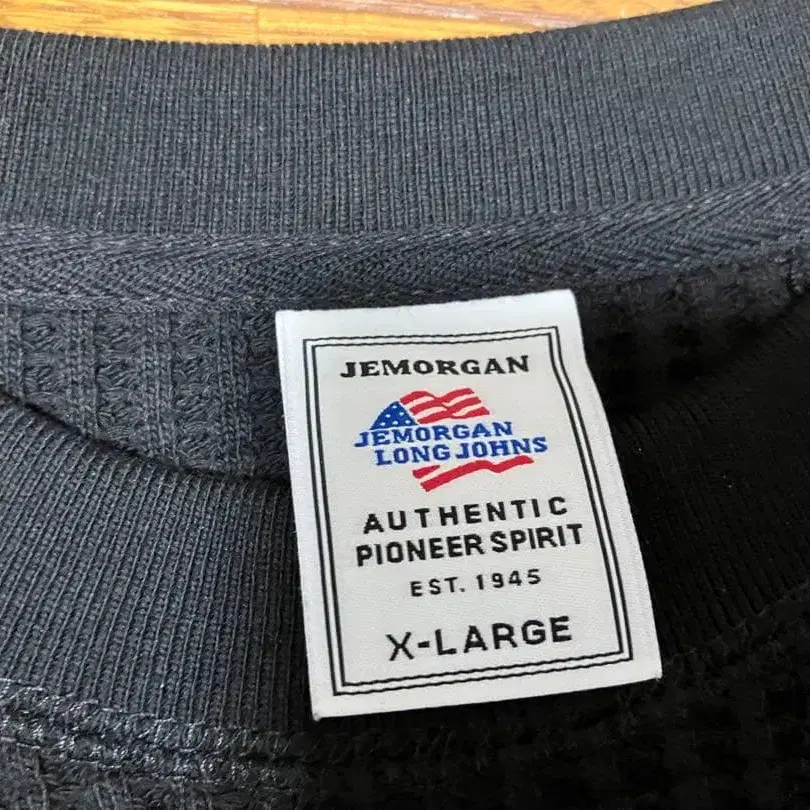 JEMORGAN
JEMORGAN
LONG JOHNS
AUTHENTIC
PIONEER SPIRIT
EST. 1945
X-LARGE